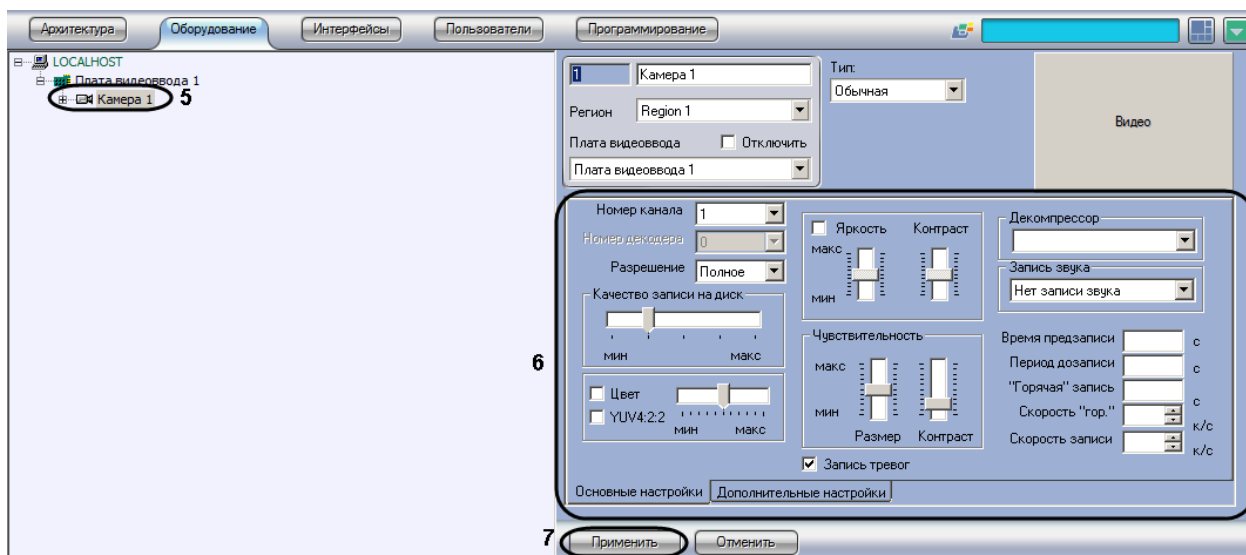 Архитектура
Оборудование
Интерфейсы
Пользователи
Программирование
LOCALHOST
Плата видеоввода 1
Камера 1
5
1
Камера 1
Регион
Region 1
Плата видеоввода
Отключить
Плата видеоввода 1
Тип:
Обычная
Видео
6
Номер канала
1
Номер декодера
0
Разрешение
Полное
Качество записи на диск
мин
макс
Цвет
YUV4:2:2
мин
макс
Яркость
Контраст
макс
мин
Чувствительность
макс
мин
Размер
Контраст
Запись тревог
Декомпрессор
Запись звука
Нет записи звука
Время предзаписи
с
Период дозаписи
с
"Горячая" запись
с
Скорость "гор."
к/с
Скорость записи
к/с
Основные настройки
Дополнительные настройки
7
Применить
Отменить